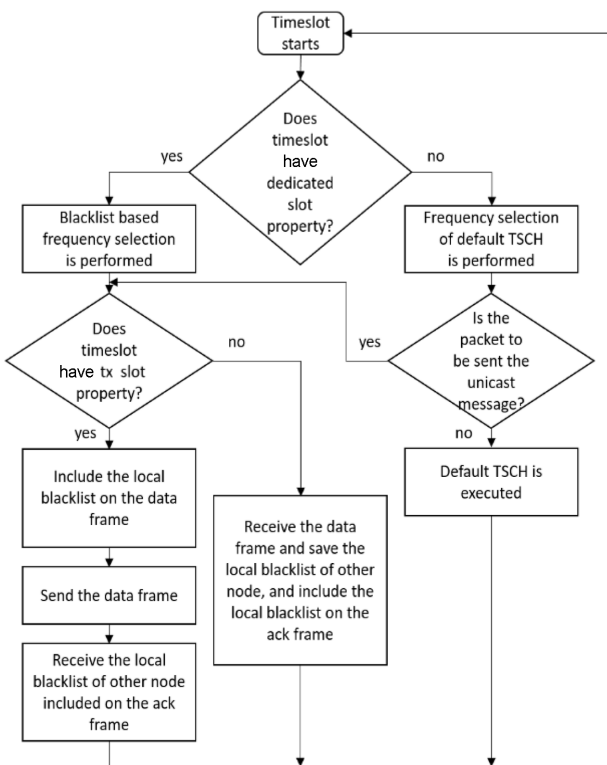 Timeslot
starts
Does
timeslot
have
dedicated
slot
property?
yes
no
Blacklist based
frequency selection
is performed
Frequency selection
of default TSCH
is performed
Does
timeslot
have tx slot
property?
yes
no
Is the
packet to
be sent the
unicast
message?
yes
no
Include the local
blacklist on the data
frame
Default TSCH is
executed
Receive the data
frame and save the
local blacklist of other
node, and include the
local blacklist on the
ack frame
Send the data frame
Receive the local
blacklist of other node
included on the ack
frame